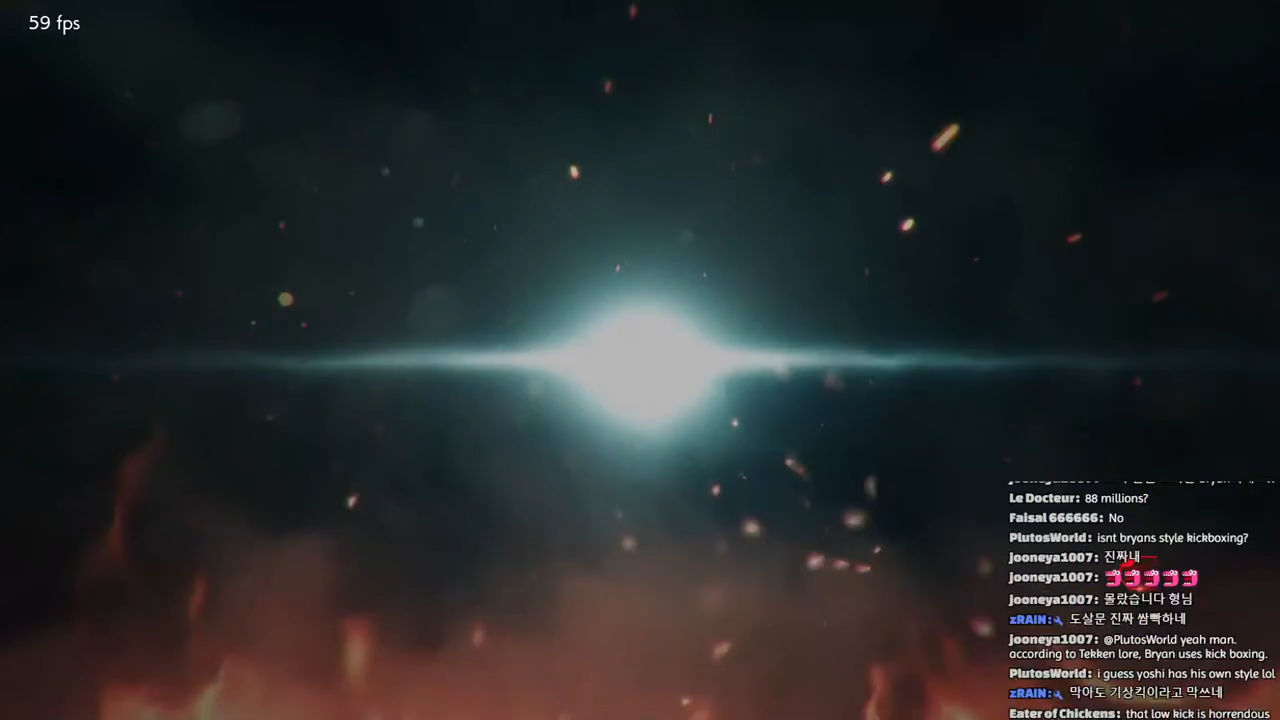 59 fps
Le Docteur: 88 millions?
Faisal 666666: No
PlutosWorld: isnt bryans style kickboxing?
jooneya1007: 진짜내
jooneya1007:
jooneya1007: 몰랐습니다 형님
zRAIN: 도살문 진짜 쌈빡하네
jooneya1007: @PlutosWorld yeah man.
according to Tekken lore, Bryan uses kick boxing.
PlutosWorld: i guess yoshi has his own style lol
zRAIN: 막아도 기상킥이라고 막쓰네
Eater of Chickens: that low kick is horrendous